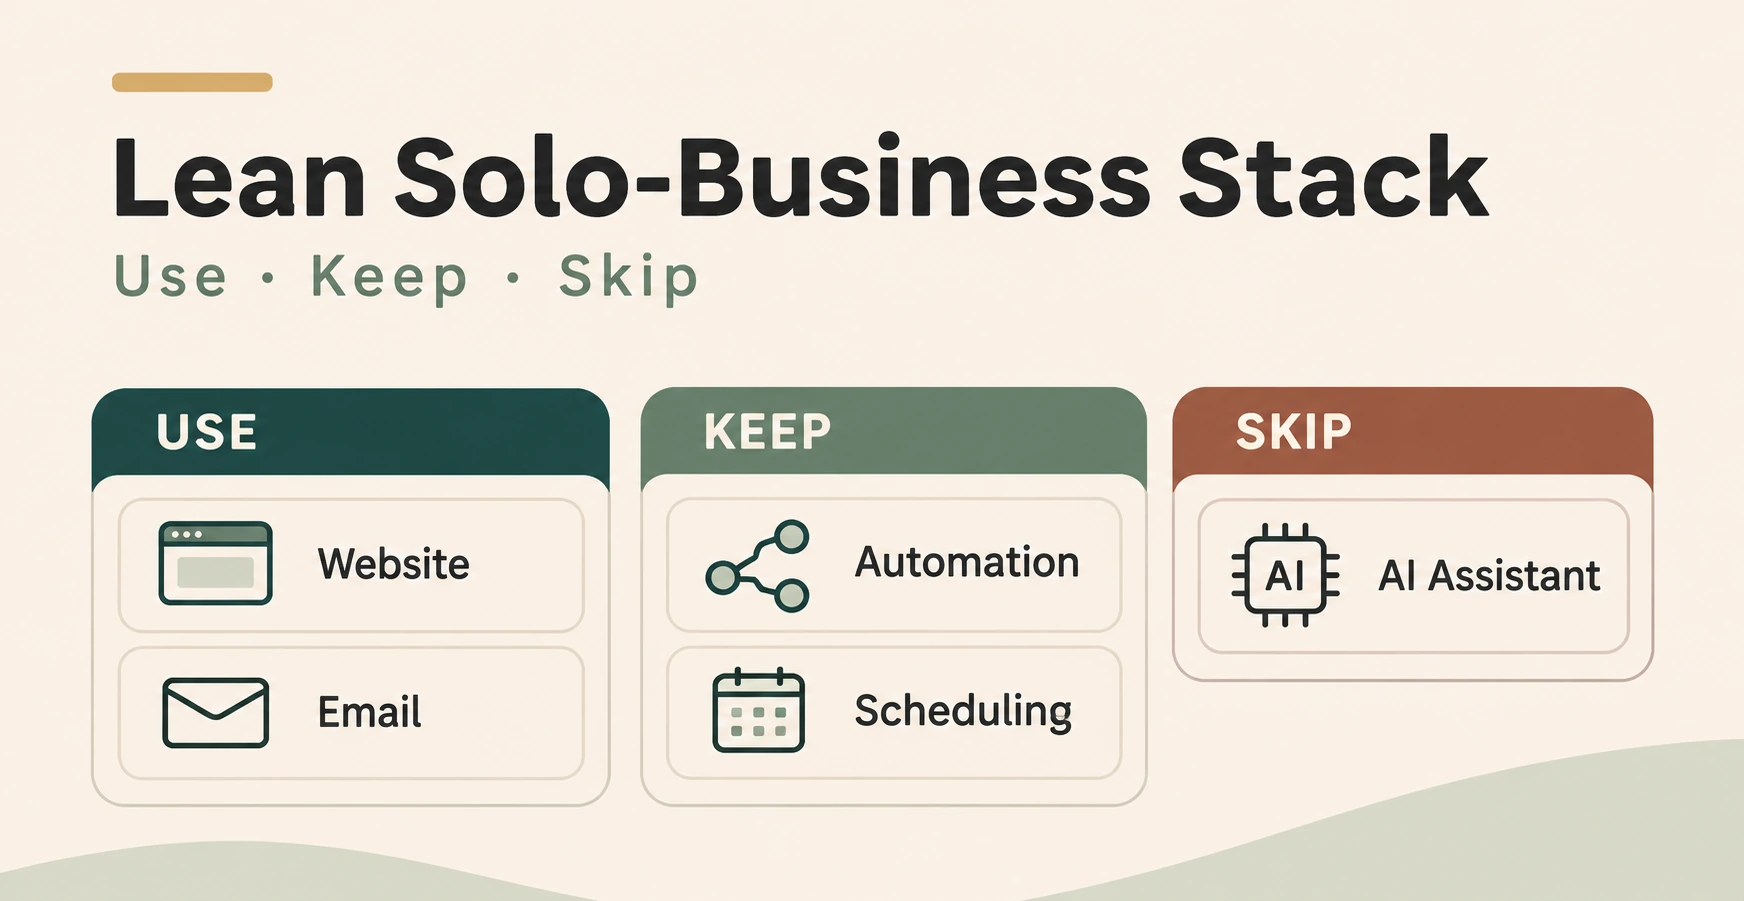 Lean Solo-Business Stack
Use · Keep · Skip
USE
Website
Email
KEEP
Automation
Scheduling
SKIP
AI
AI Assistant